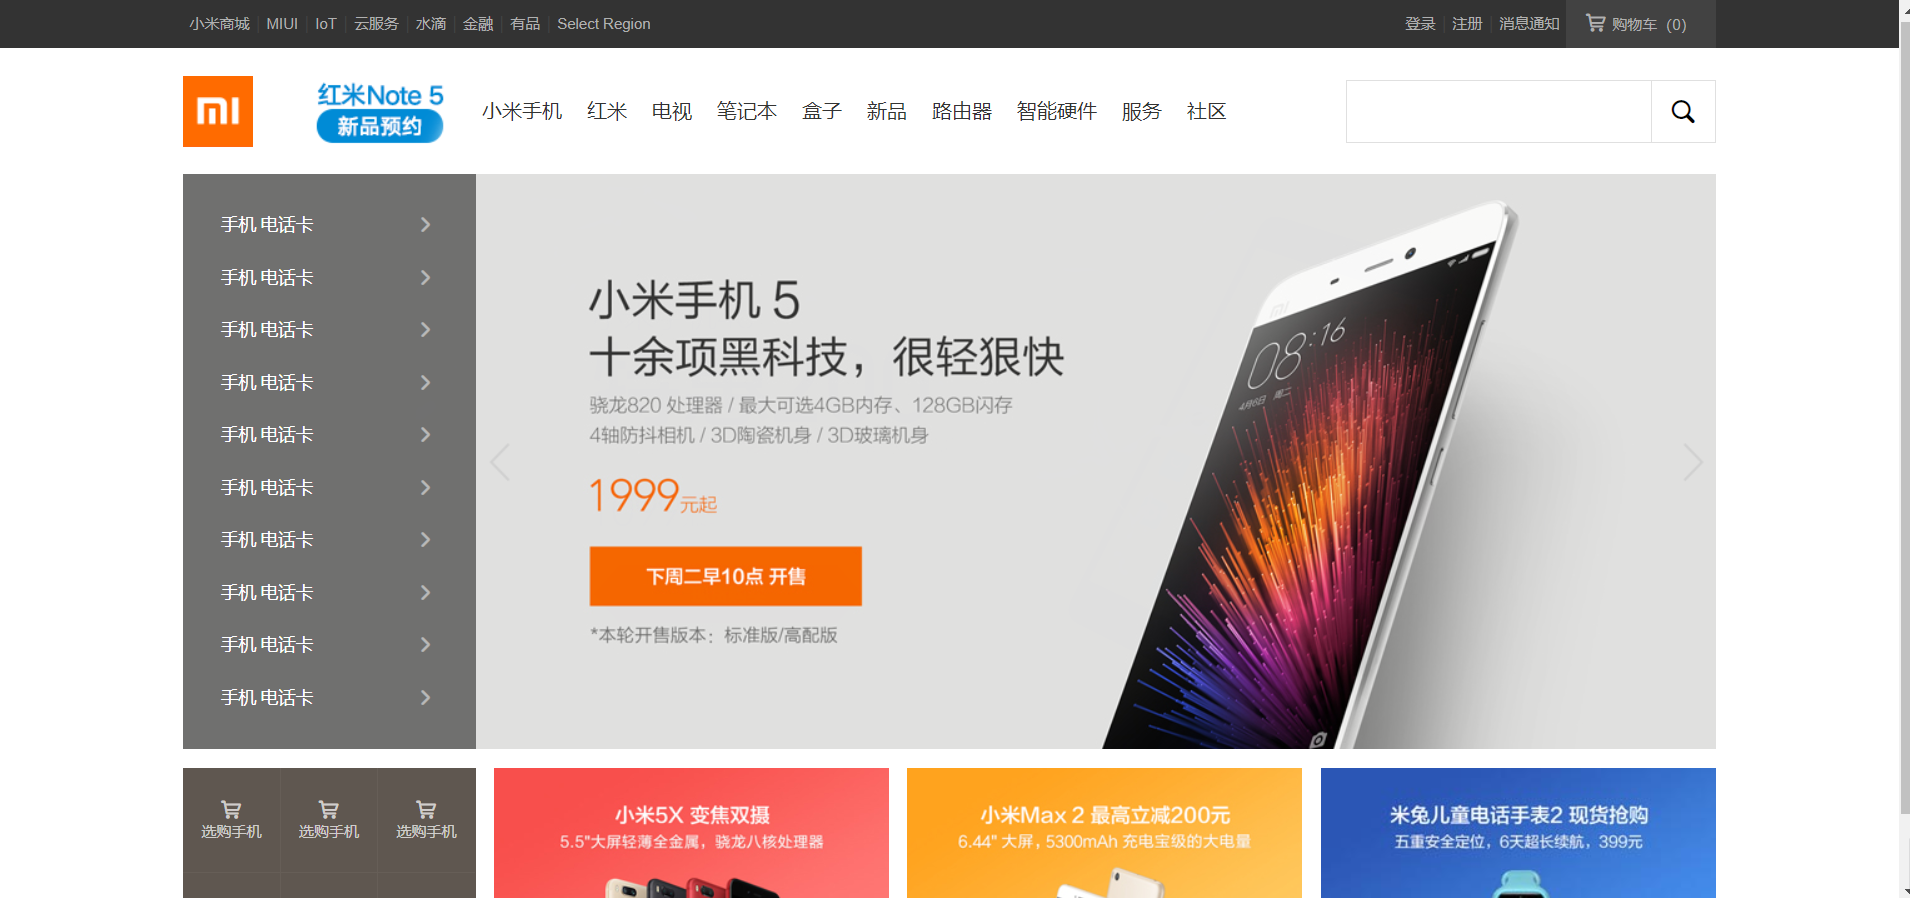 小米商城 MIUI IoT 云服务 水滴 金融 有品 Select Region 登录 注册 消息通知 购物车 (0)
红米Note 5
新品预约
小米手机 红米 电视 笔记本 盒子 新品 路由器 智能硬件 服务 社区
手机 电话卡
手机 电话卡
手机 电话卡
手机 电话卡
手机 电话卡
手机 电话卡
手机 电话卡
手机 电话卡
手机 电话卡
手机 电话卡
小米手机 5
十余项黑科技，很轻狠快
骁龙820 处理器 / 最大可选4GB内存、128GB闪存
4轴防抖相机 / 3D陶瓷机身 / 3D玻璃机身
1999元起
下周二早10点 开售
*本轮开售版本：标准版/高配版
08:16
4月6日 周二
选购手机 选购手机 选购手机
小米5X 变焦双摄
5.5"大屏轻薄全金属，骁龙八核处理器
小米Max 2 最高立减200元
6.44" 大屏，5300mAh 充电宝级的大电量
米兔儿童电话手表2 现货抢购
五重安全定位，6天超长续航，399元